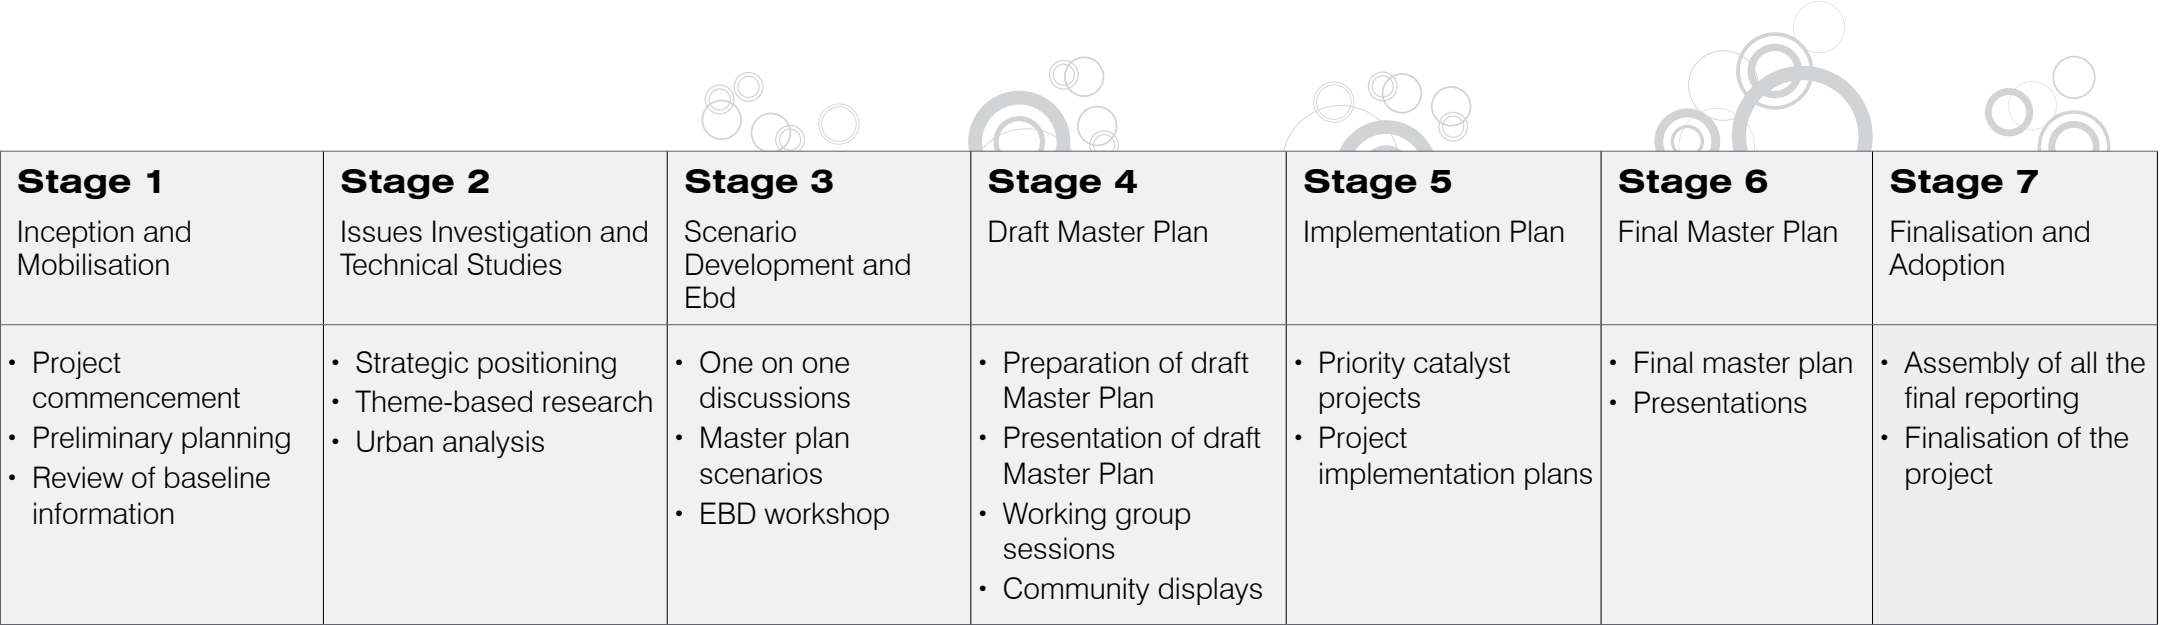 Stage 1
Inception and
Mobilisation
• Project
commencement
• Preliminary planning
• Review of baseline
information
Stage 2
Issues Investigation and
Technical Studies
• Strategic positioning
• Theme-based research
• Urban analysis
Stage 3
Scenario
Development and
Ebd
• One on one
discussions
• Master plan
scenarios
• EBD workshop
Stage 4
Draft Master Plan
• Preparation of draft
Master Plan
• Presentation of draft
Master Plan
• Working group
sessions
• Community displays
Stage 5
Implementation Plan
• Priority catalyst
projects
• Project
implementation plans
Stage 6
Final Master Plan
• Final master plan
• Presentations
Stage 7
Finalisation and
Adoption
• Assembly of all the
final reporting
• Finalisation of the
project